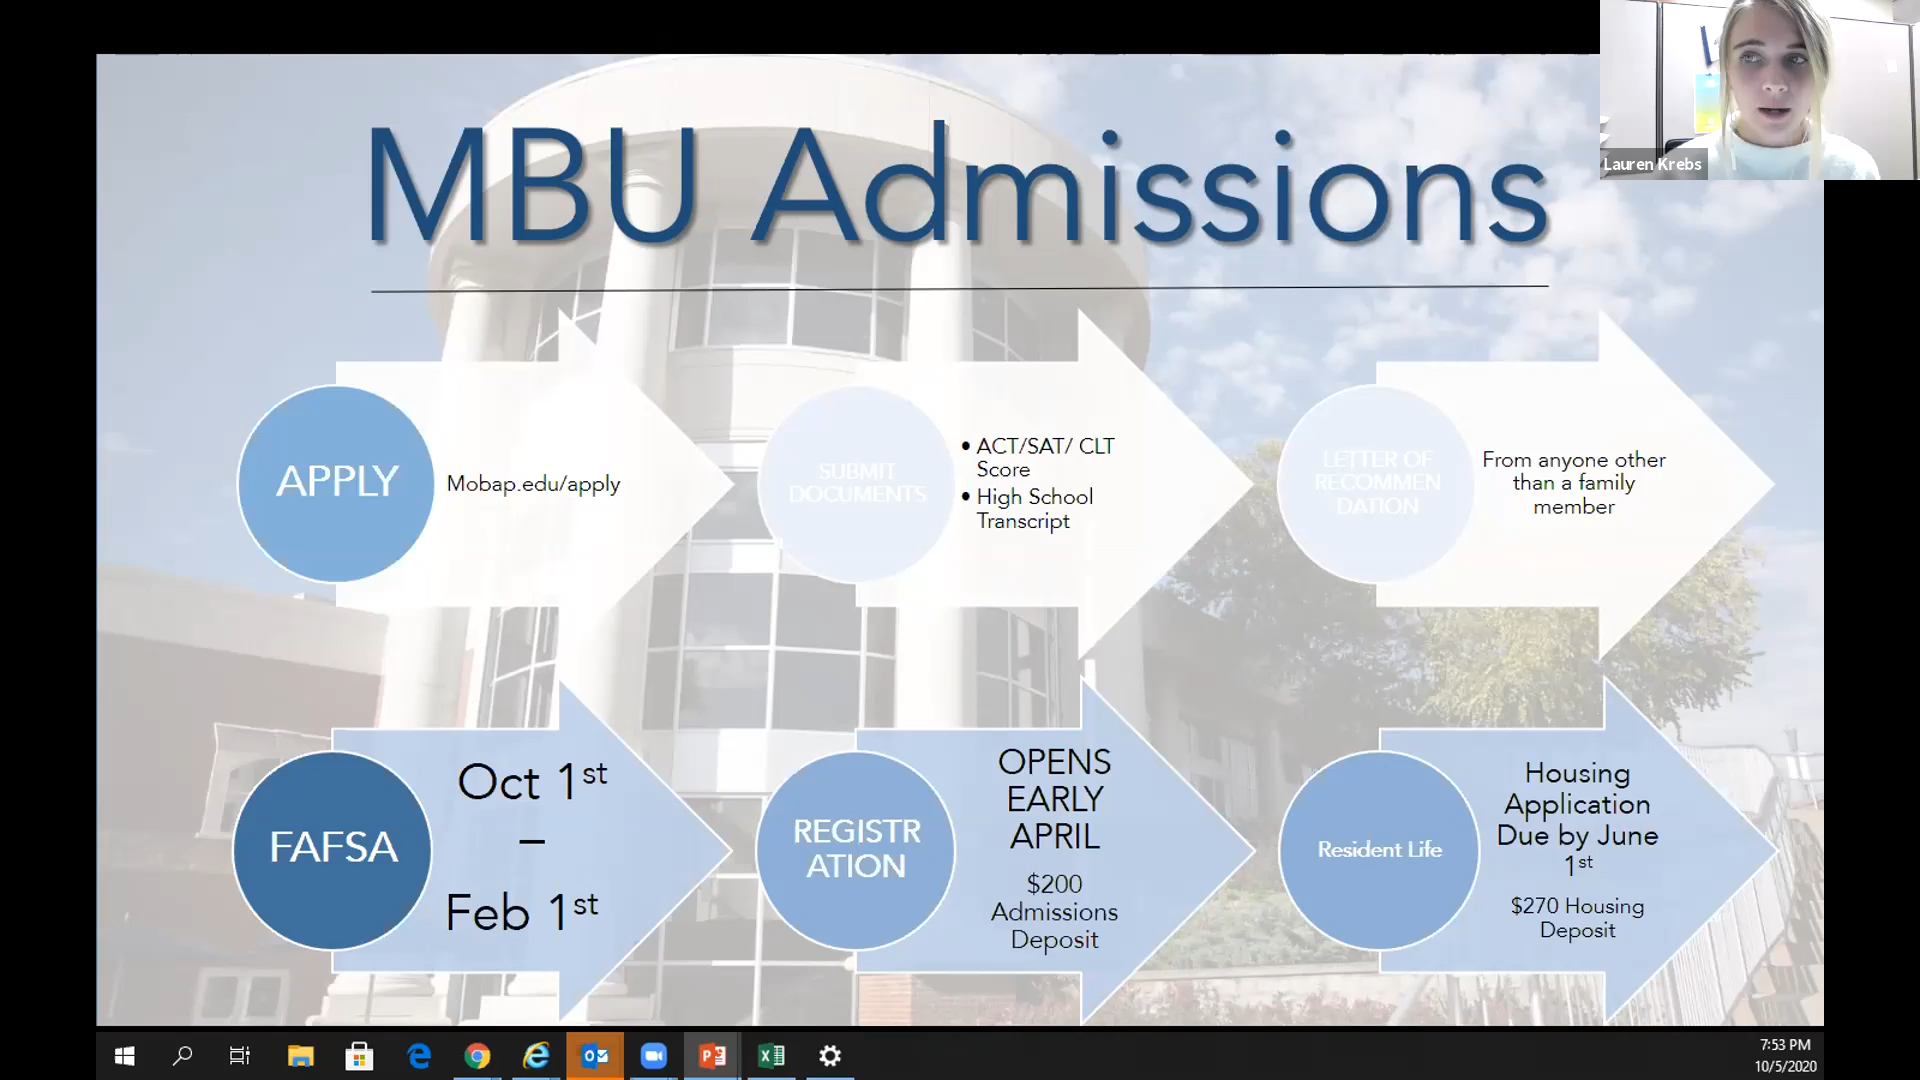 MBU Admissions
Lauren Krebs
APPLY
Mobap.edu/apply
SUBMIT
DOCUMENTS
• ACT/SAT/ CLT
Score
• High School
Transcript
LETTER OF
RECOMMEN
DATION
From anyone other
than a family
member
FAFSA
Oct 1st
–
Feb 1st
REGISTR
ATION
OPENS
EARLY
APRIL
$200
Admissions
Deposit
Resident Life
Housing
Application
Due by June
1st
$270 Housing
Deposit
7:53 PM
10/5/2020